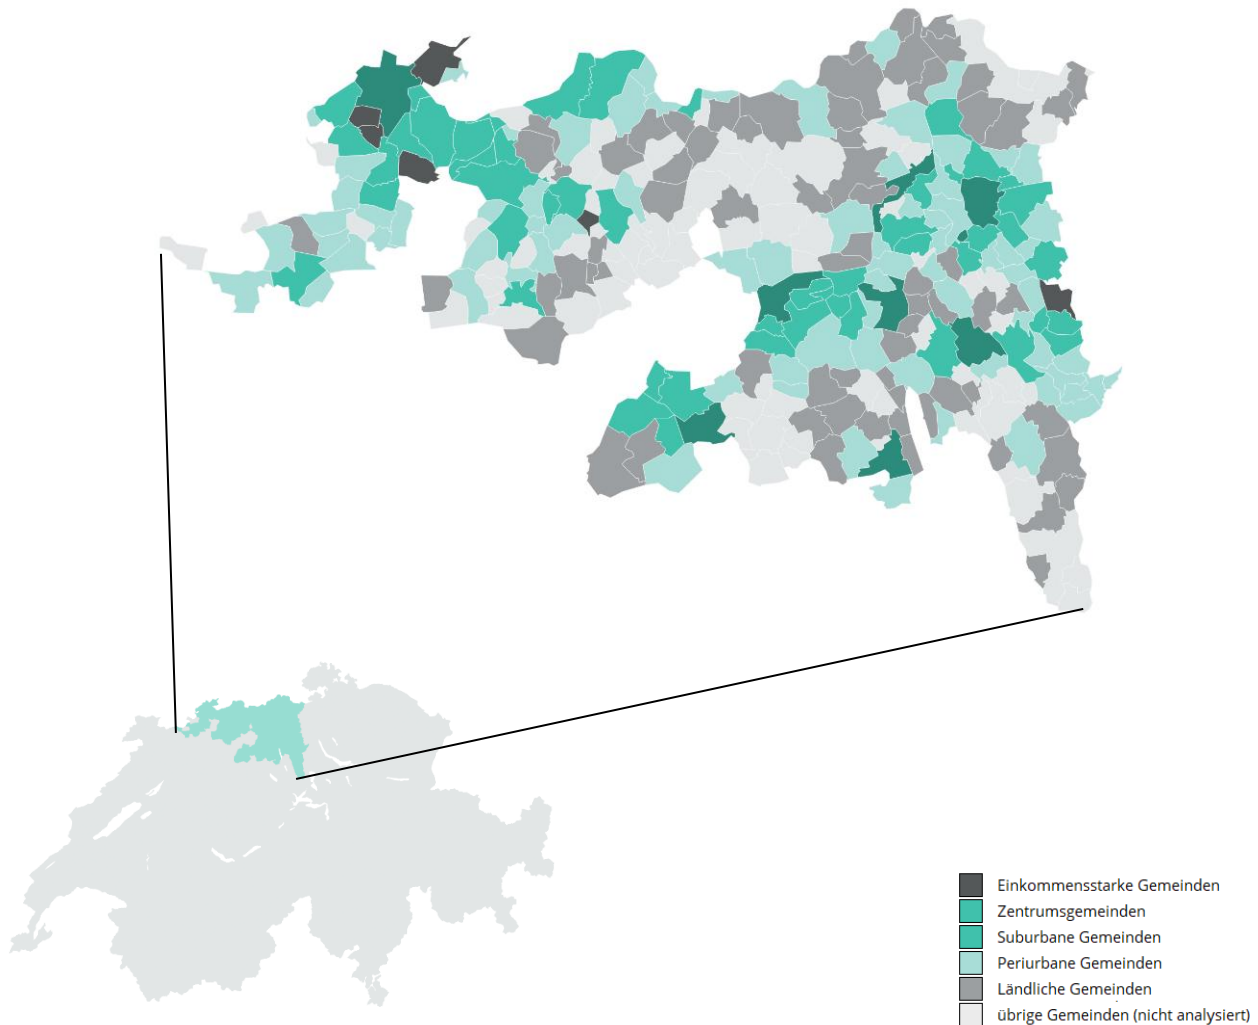 Einkommensstarke Gemeinden
Zentrumsgemeinden
Suburbane Gemeinden
Periurbane Gemeinden
Ländliche Gemeinden
übrige Gemeinden (nicht analysiert)